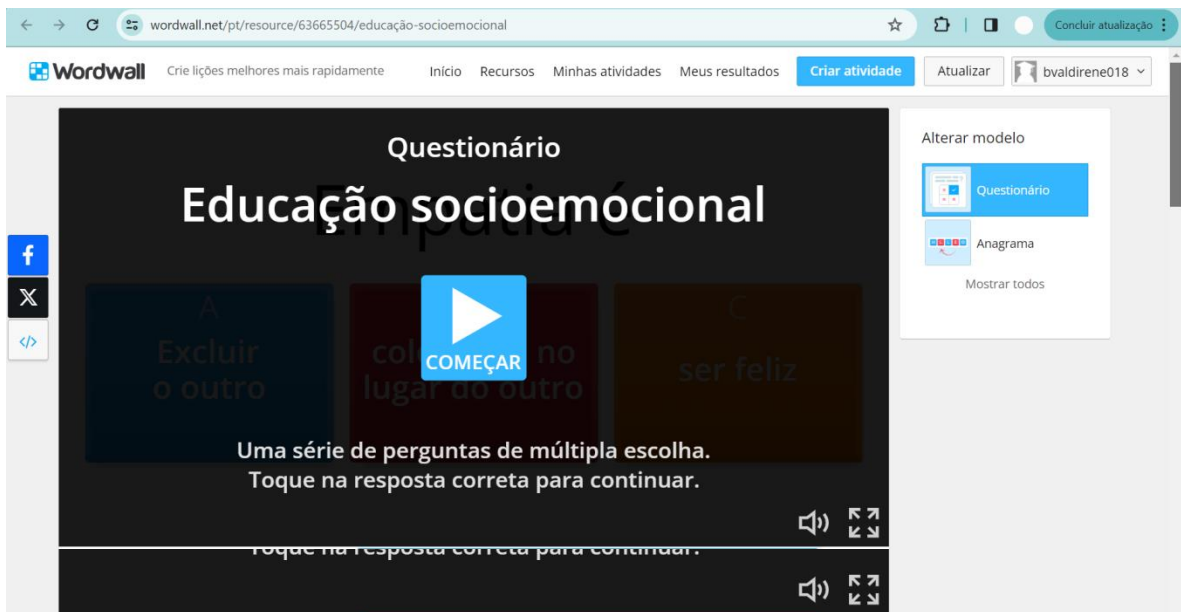 wordwall.net/pt/resource/63665504/educação-socioemocional
Concluir atualização
Wordwall
Crie lições melhores mais rapidamente
Início
Recursos
Minhas atividades
Meus resultados
Criar atividade
Atualizar
bvaldirene018
Questionário
Educação socioemocional
Empatia é
A
Excluir
o outro
no
lugar do outro
C
ser feliz
COMEÇAR
Uma série de perguntas de múltipla escolha.
Toque na resposta correta para continuar.
Toque na resposta correta para continuar.
Alterar modelo
Questionário
Anagrama
Mostrar todos